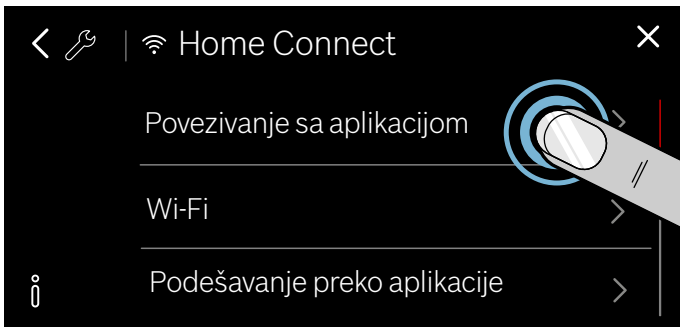 Home Connect
Povezivanje sa aplikacijom
Wi-Fi
Podešavanje preko aplikacije